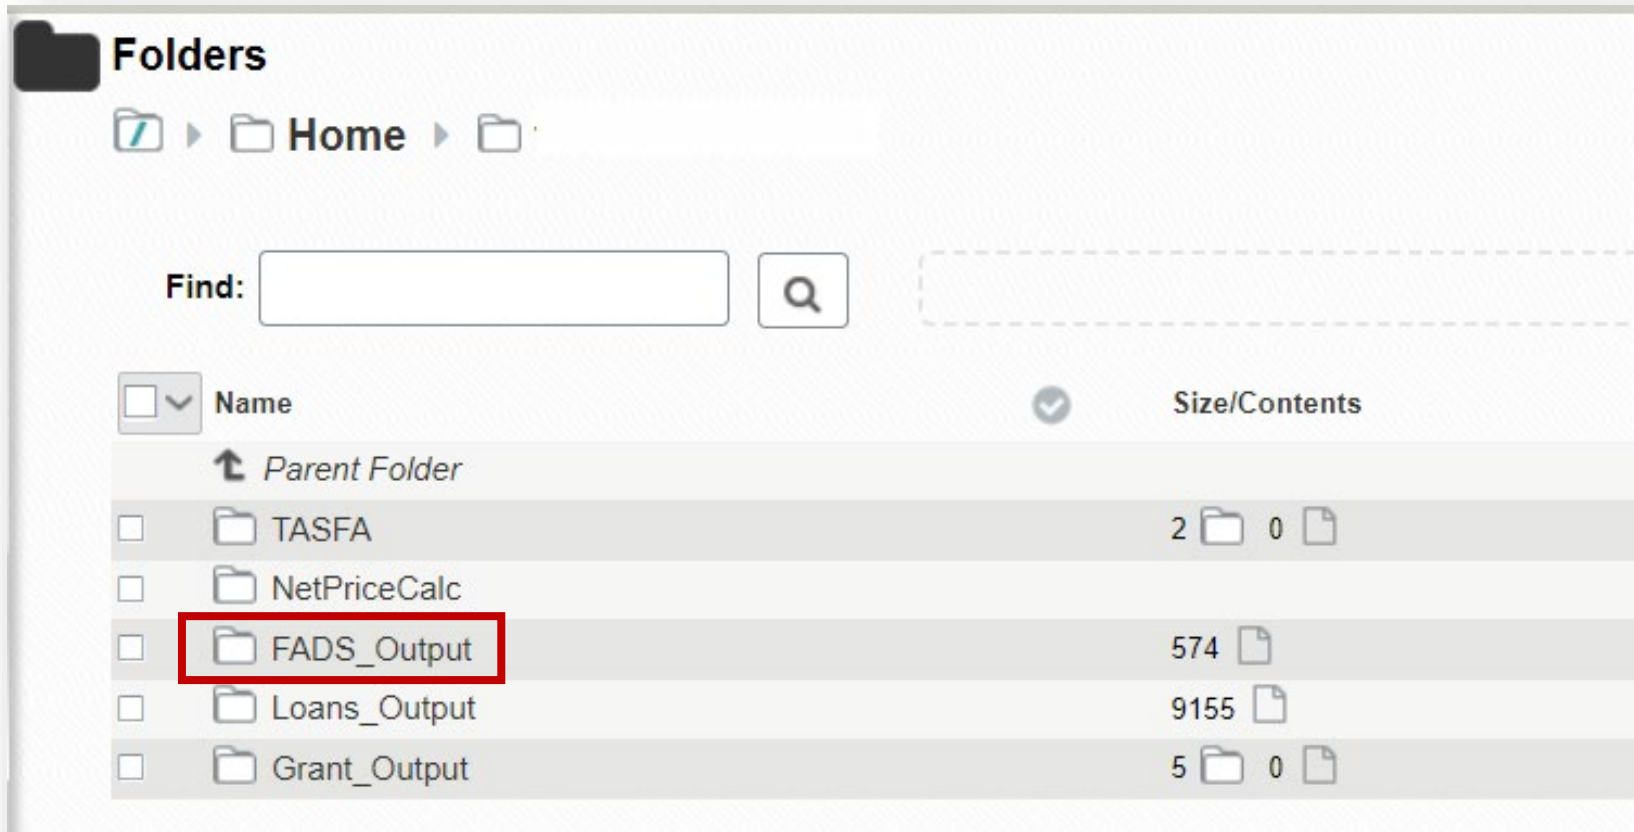 Folders
/ Home
Find:
Name Size/Contents
Parent Folder
TASFA 2 0
NetPriceCalc
FADS_Output 574
Loans_Output 9155
Grant_Output 5 0